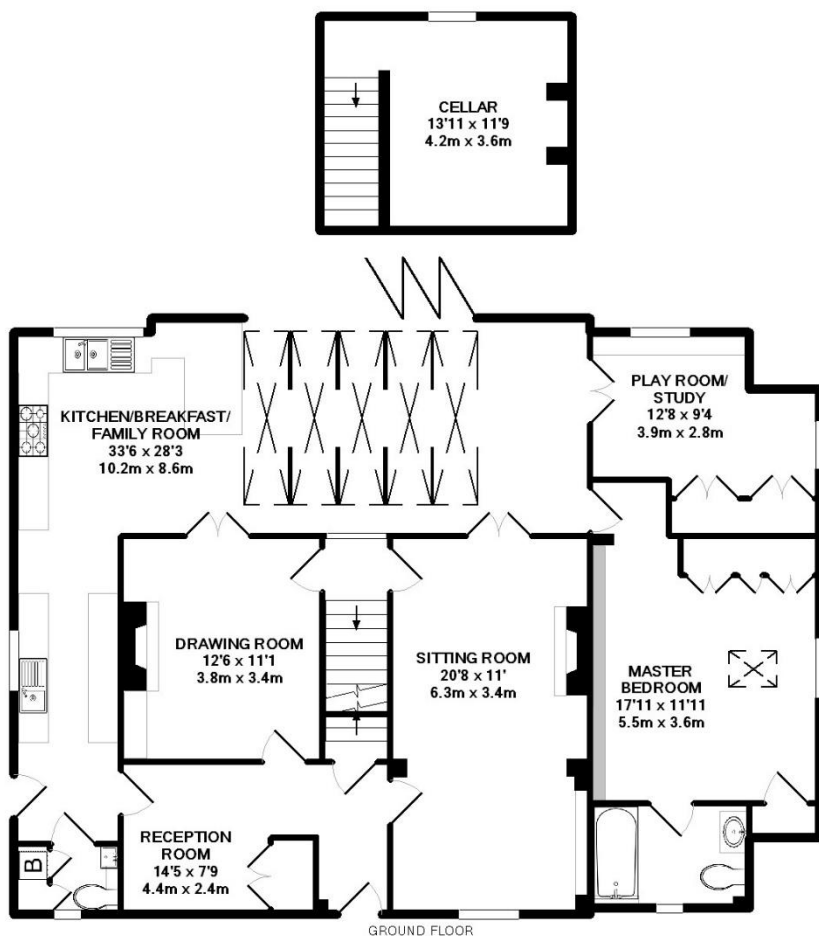 CELLAR
13'11 x 11'9
4.2m x 3.6m
KITCHEN/BREAKFAST/
FAMILY ROOM
33'6 x 28'3
10.2m x 8.6m
PLAY ROOM/
STUDY
12'8 x 9'4
3.9m x 2.8m
DRAWING ROOM
12'6 x 11'1
3.8m x 3.4m
SITTING ROOM
20'8 x 11'
6.3m x 3.4m
MASTER
BEDROOM
17'11 x 11'11
5.5m x 3.6m
RECEPTION
ROOM
14'5 x 7'9
4.4m x 2.4m
B
GROUND FLOOR